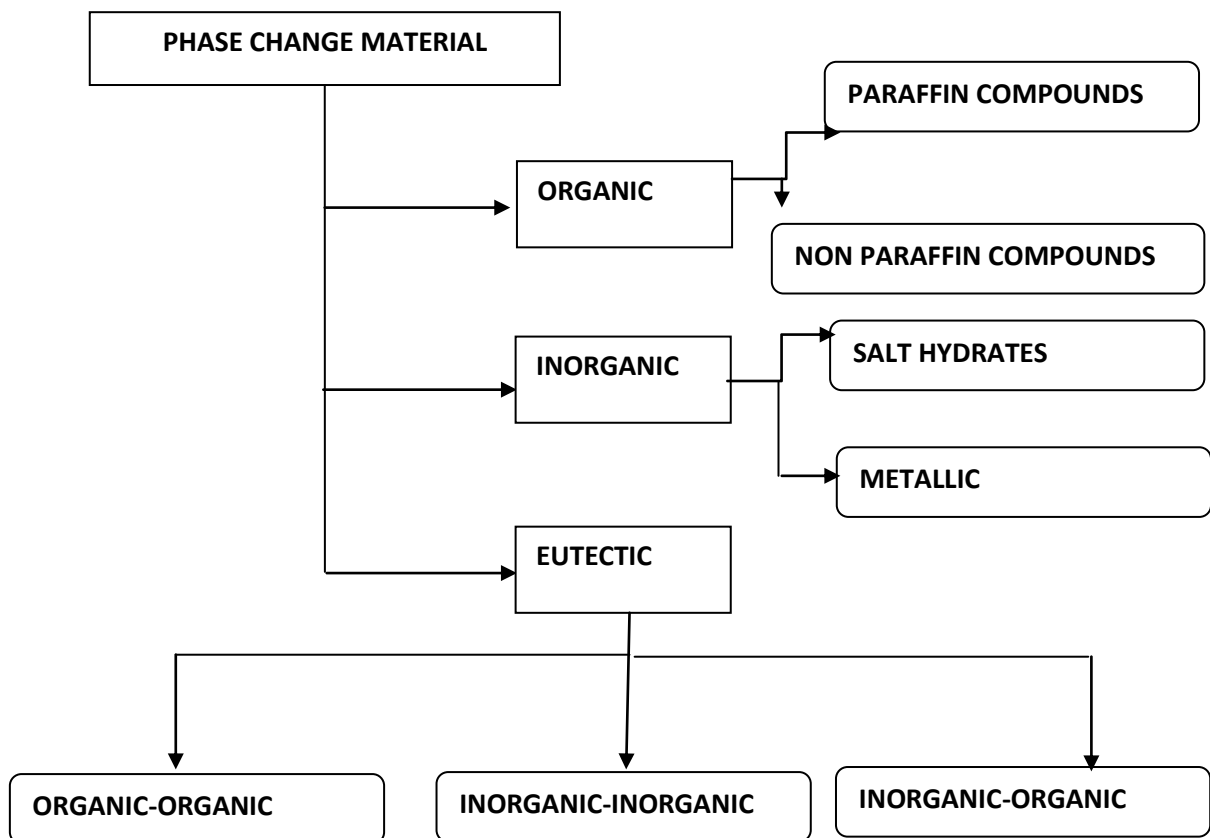 PHASE CHANGE MATERIAL
PARAFFIN COMPOUNDS
ORGANIC
NON PARAFFIN COMPOUNDS
INORGANIC
SALT HYDRATES
METALLIC
EUTECTIC
ORGANIC-ORGANIC
INORGANIC-INORGANIC
INORGANIC-ORGANIC